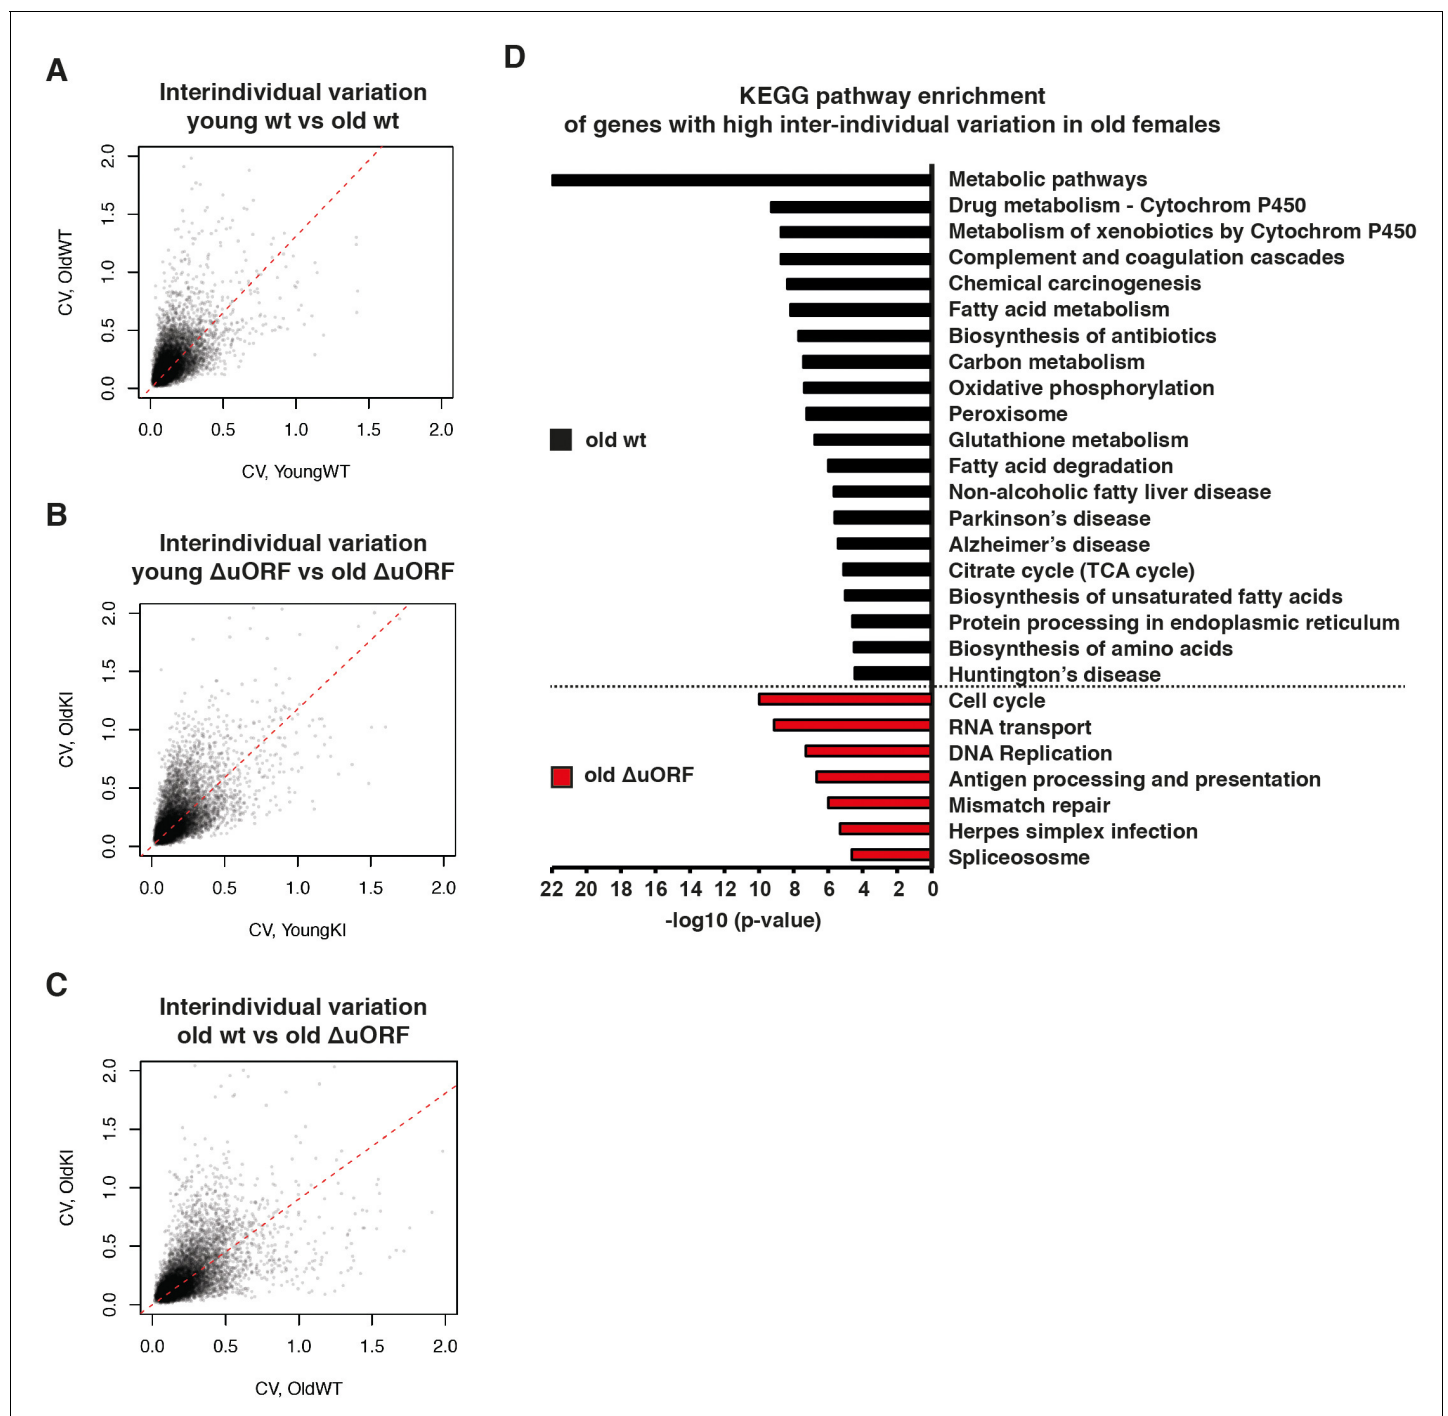 A
Interindividual variation
young wt vs old wt
CV, OldWT
0.0 0.5 1.0 1.5 2.0
0.0 0.5 1.0 1.5 2.0
CV, YoungWT
B
Interindividual variation
young ΔuORF vs old ΔuORF
CV, OldKI
0.0 0.5 1.0 1.5 2.0
0.0 0.5 1.0 1.5 2.0
CV, YoungKI
C
Interindividual variation
old wt vs old ΔuORF
CV, OldKI
0.0 0.5 1.0 1.5 2.0
0.0 0.5 1.0 1.5 2.0
CV, OldWT
D
KEGG pathway enrichment
of genes with high inter-individual variation in old females
Metabolic pathways
Drug metabolism - Cytochrom P450
Metabolism of xenobiotics by Cytochrom P450
Complement and coagulation cascades
Chemical carcinogenesis
Fatty acid metabolism
Biosynthesis of antibiotics
Carbon metabolism
Oxidative phosphorylation
Peroxisome
old wt
Glutathione metabolism
Fatty acid degradation
Non-alcoholic fatty liver disease
Parkinson's disease
Alzheimer's disease
Citrate cycle (TCA cycle)
Biosynthesis of unsaturated fatty acids
Protein processing in endoplasmic reticulum
Biosynthesis of amino acids
Huntington's disease
Cell cycle
RNA transport
DNA Replication
old ΔuORF
Antigen processing and presentation
Mismatch repair
Herpes simplex infection
Spliceososme
22 20 18 16 14 12 10 8 6 4 2 0
-log10 (p-value)